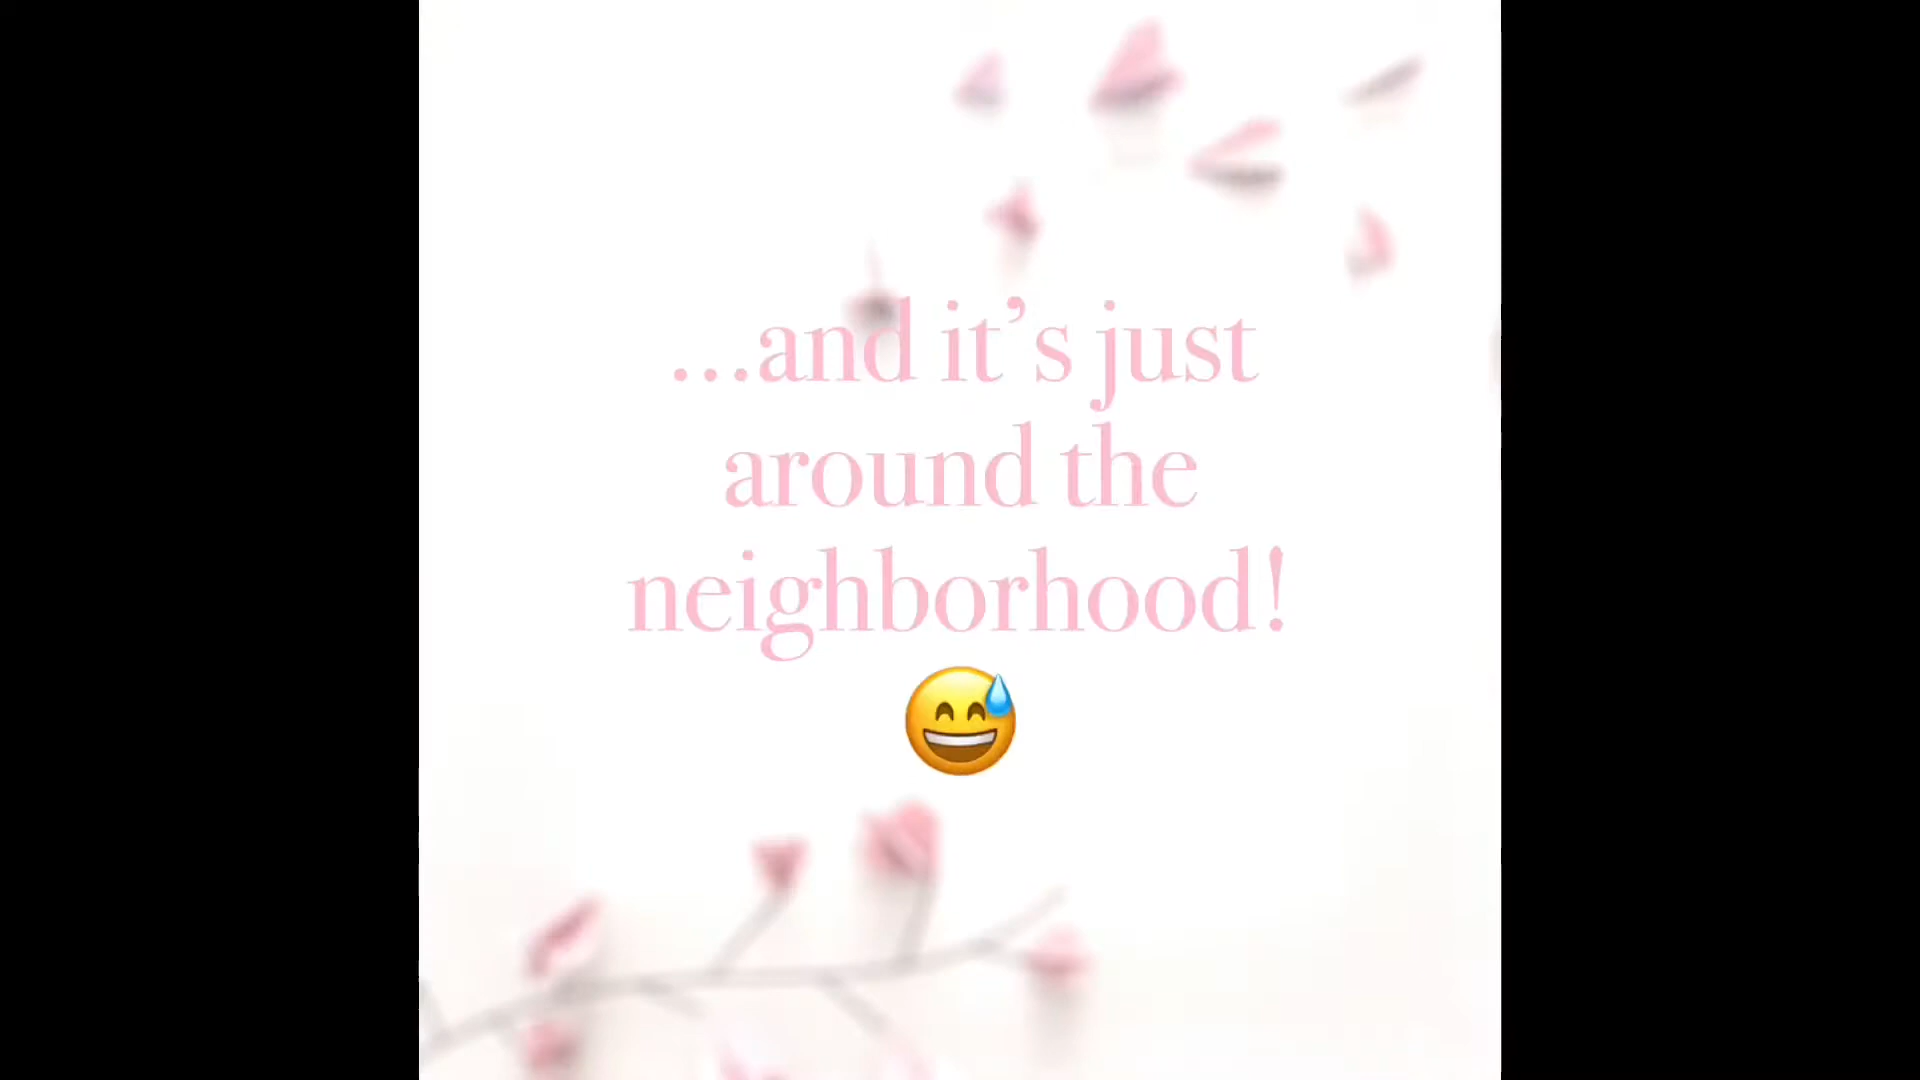 ...and it’s just
around the
neighborhood!
😅